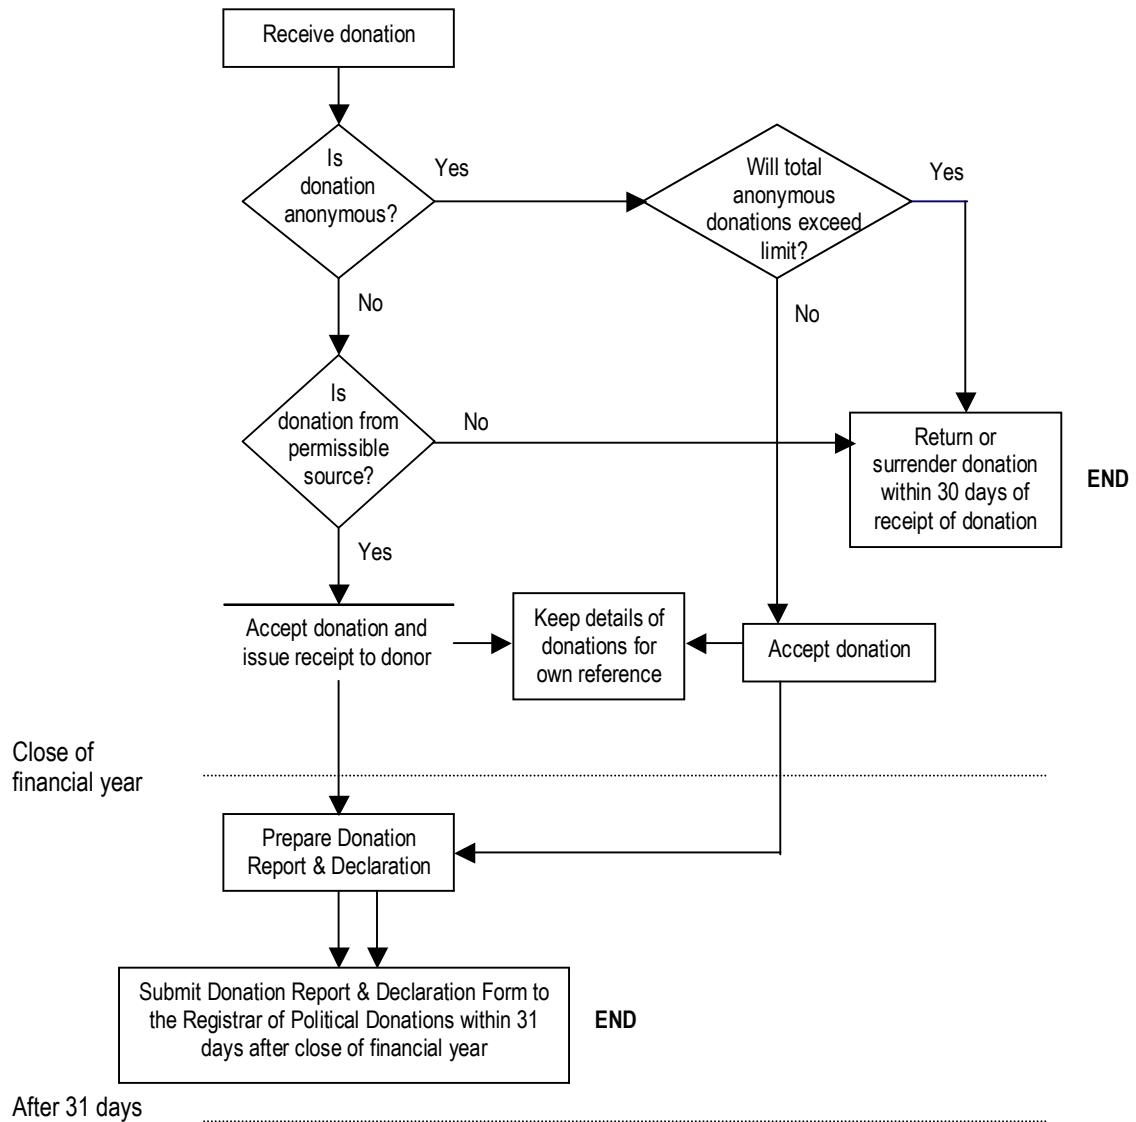 Receive donation
Is
donation
anonymous?
Yes
Will total
anonymous
donations exceed
limit?
Yes
No
No
Is
donation from
permissible
source?
No
Return or
surrender donation
within 30 days of
receipt of donation
END
Yes
Accept donation and
issue receipt to donor
Keep details of
donations for
own reference
Accept donation
Close of
financial year
Prepare Donation
Report & Declaration
Submit Donation Report & Declaration Form to
the Registrar of Political Donations within 31
days after close of financial year
END
After 31 days